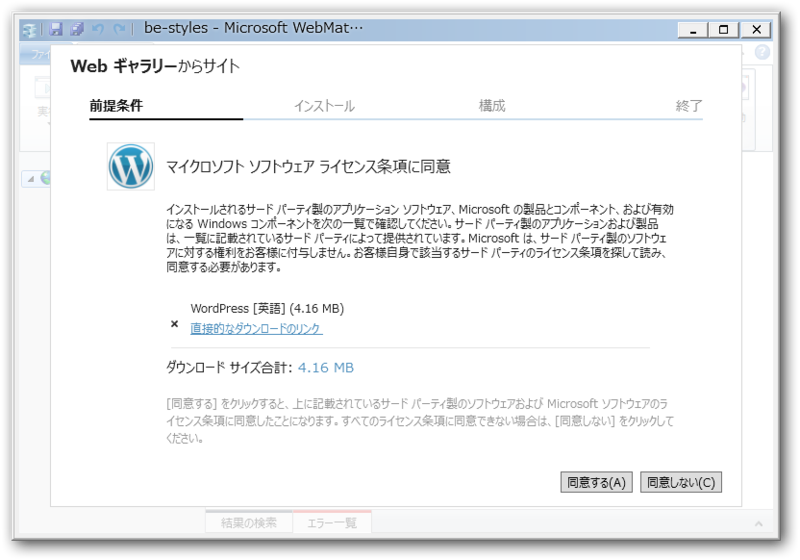 be-styles - Microsoft WebMat…
ファイ
Web ギャラリーからサイト
前提条件 インストール 構成 終了
マイクロソフト ソフトウェア ライセンス条項に同意
インストールされるサード パーティ製のアプリケーション ソフトウェア、Microsoft の製品とコンポーネント、および有効
になる Windows コンポーネントを次の一覧で確認してください。サード パーティ製のアプリケーションおよび製品
は、一覧に記載されているサード パーティによって提供されています。Microsoft は、サード パーティ製のソフトウェ
アに対する権利をお客様に付与しません。お客様自身で該当するサード パーティのライセンス条項を探して読み、
同意する必要があります。
WordPress [英語] (4.16 MB)
直接的なダウンロードのリンク
ダウンロード サイズ合計: 4.16 MB
[同意する] をクリックすると、上に記載されているサード パーティ製のソフトウェアおよび Microsoft ソフトウェアのラ
イセンス条項に同意したことになります。すべてのライセンス条項に同意できない場合は、[同意しない] をクリックして
ください。
同意する(A) 同意しない(C)
結果の検索 エラー一覧